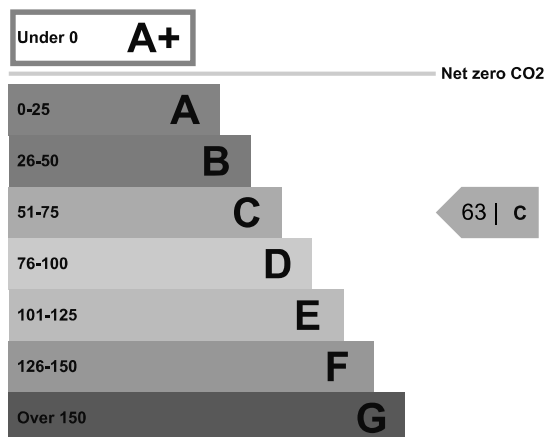 Under 0 A+
Net zero CO2
0-25 A
26-50 B
51-75 C
63 | C
76-100 D
101-125 E
126-150 F
Over 150 G